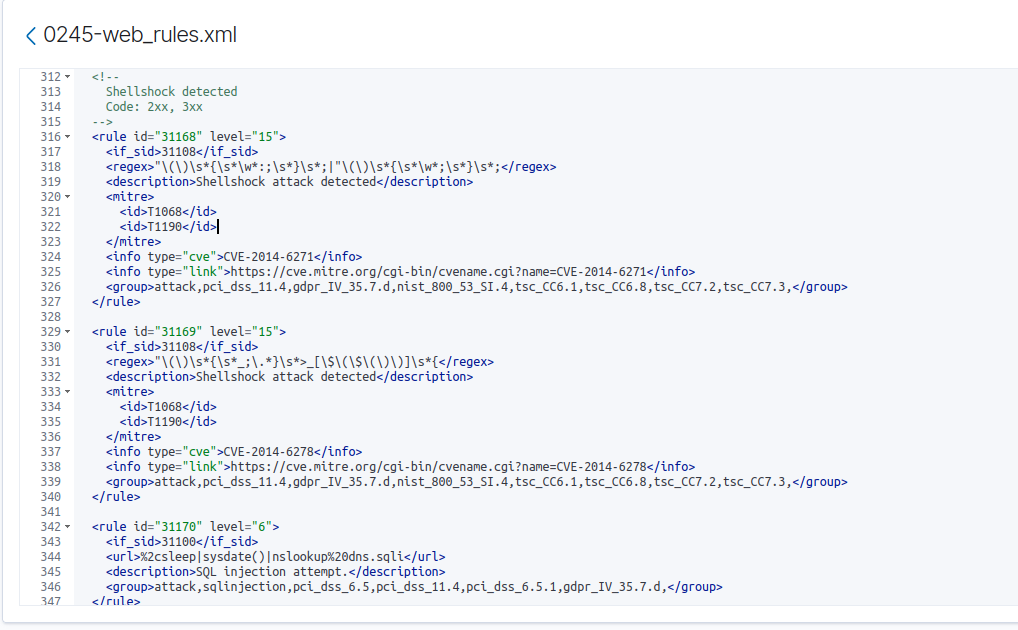 0245-web_rules.xml
312 <!--
313 Shellshock detected
314 Code: 2xx, 3xx
315 -->
316 <rule id="31168" level="15">
317 <if_sid>31108</if_sid>
318 <regex>"\(\)\s*{\s*\w*:;\s*}\s*;|"\(\)\s*{\s*\w*;\s*}\s*;</regex>
319 <description>Shellshock attack detected</description>
320 <mitre>
321 <id>T1068</id>
322 <id>T1190</id>
323 </mitre>
324 <info type="cve">CVE-2014-6271</info>
325 <info type="link">https://cve.mitre.org/cgi-bin/cvename.cgi?name=CVE-2014-6271</info>
326 <group>attack,pci_dss_11.4,gdpr_IV_35.7.d,nist_800_53_SI.4,tsc_CC6.1,tsc_CC6.8,tsc_CC7.2,tsc_CC7.3,</group>
327 </rule>
328
329 <rule id="31169" level="15">
330 <if_sid>31108</if_sid>
331 <regex>"\(\)\s*{\s*_;\.*}\s*>_[\$\(\$\(\)\)]\s*{</regex>
332 <description>Shellshock attack detected</description>
333 <mitre>
334 <id>T1068</id>
335 <id>T1190</id>
336 </mitre>
337 <info type="cve">CVE-2014-6278</info>
338 <info type="link">https://cve.mitre.org/cgi-bin/cvename.cgi?name=CVE-2014-6278</info>
339 <group>attack,pci_dss_11.4,gdpr_IV_35.7.d,nist_800_53_SI.4,tsc_CC6.1,tsc_CC6.8,tsc_CC7.2,tsc_CC7.3,</group>
340 </rule>
341
342 <rule id="31170" level="6">
343 <if_sid>31100</if_sid>
344 <url>%2csleep|sysdate()|nslookup%20dns.sqli</url>
345 <description>SQL injection attempt.</description>
346 <group>attack,sqlinjection,pci_dss_6.5,pci_dss_11.4,pci_dss_6.5.1,gdpr_IV_35.7.d,</group>
347 </rule>